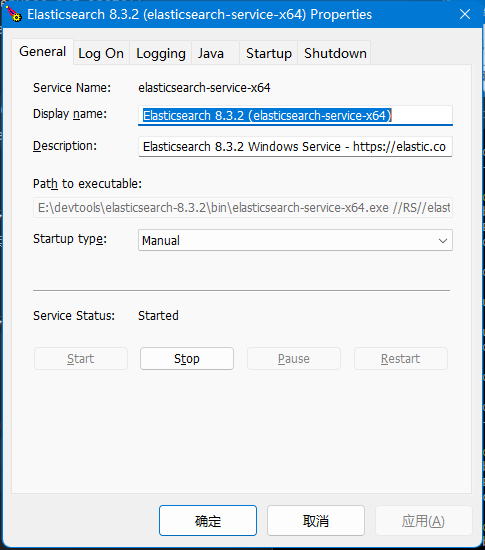 Elasticsearch 8.3.2 (elasticsearch-service-x64) Properties
General Log On Logging Java Startup Shutdown
Service Name: elasticsearch-service-x64
Display name: Elasticsearch 8.3.2 (elasticsearch-service-x64)
Description: Elasticsearch 8.3.2 Windows Service - https://elastic.co
Path to executable:
E:\devtools\elasticsearch-8.3.2\bin\elasticsearch-service-x64.exe //RS//elast
Startup type: Manual
Service Status: Started
Start Stop Pause Restart
确定 取消 应用(A)